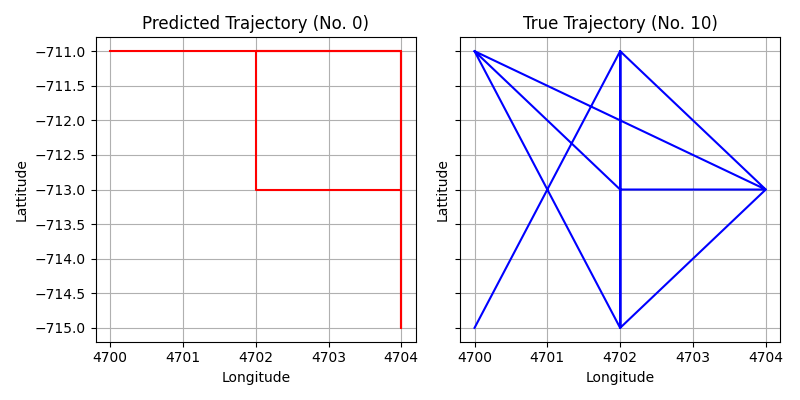 Predicted Trajectory (No. 0)
True Trajectory (No. 10)
Lattitude
−711.0
−711.5
−712.0
−712.5
−713.0
−713.5
−714.0
−714.5
−715.0
4700 4701 4702 4703 4704
Longitude
Lattitude
4700 4701 4702 4703 4704
Longitude